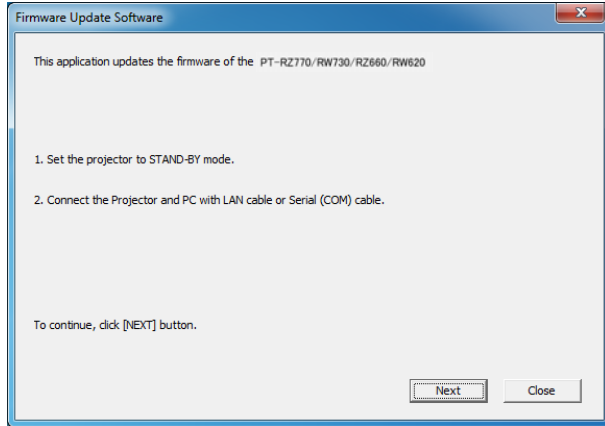 Firmware Update Software
This application updates the firmware of the PT-RZ770/RW730/RZ660/RW620
1. Set the projector to STAND-BY mode.
2. Connect the Projector and PC with LAN cable or Serial (COM) cable.
To continue, click [NEXT] button.
Next Close